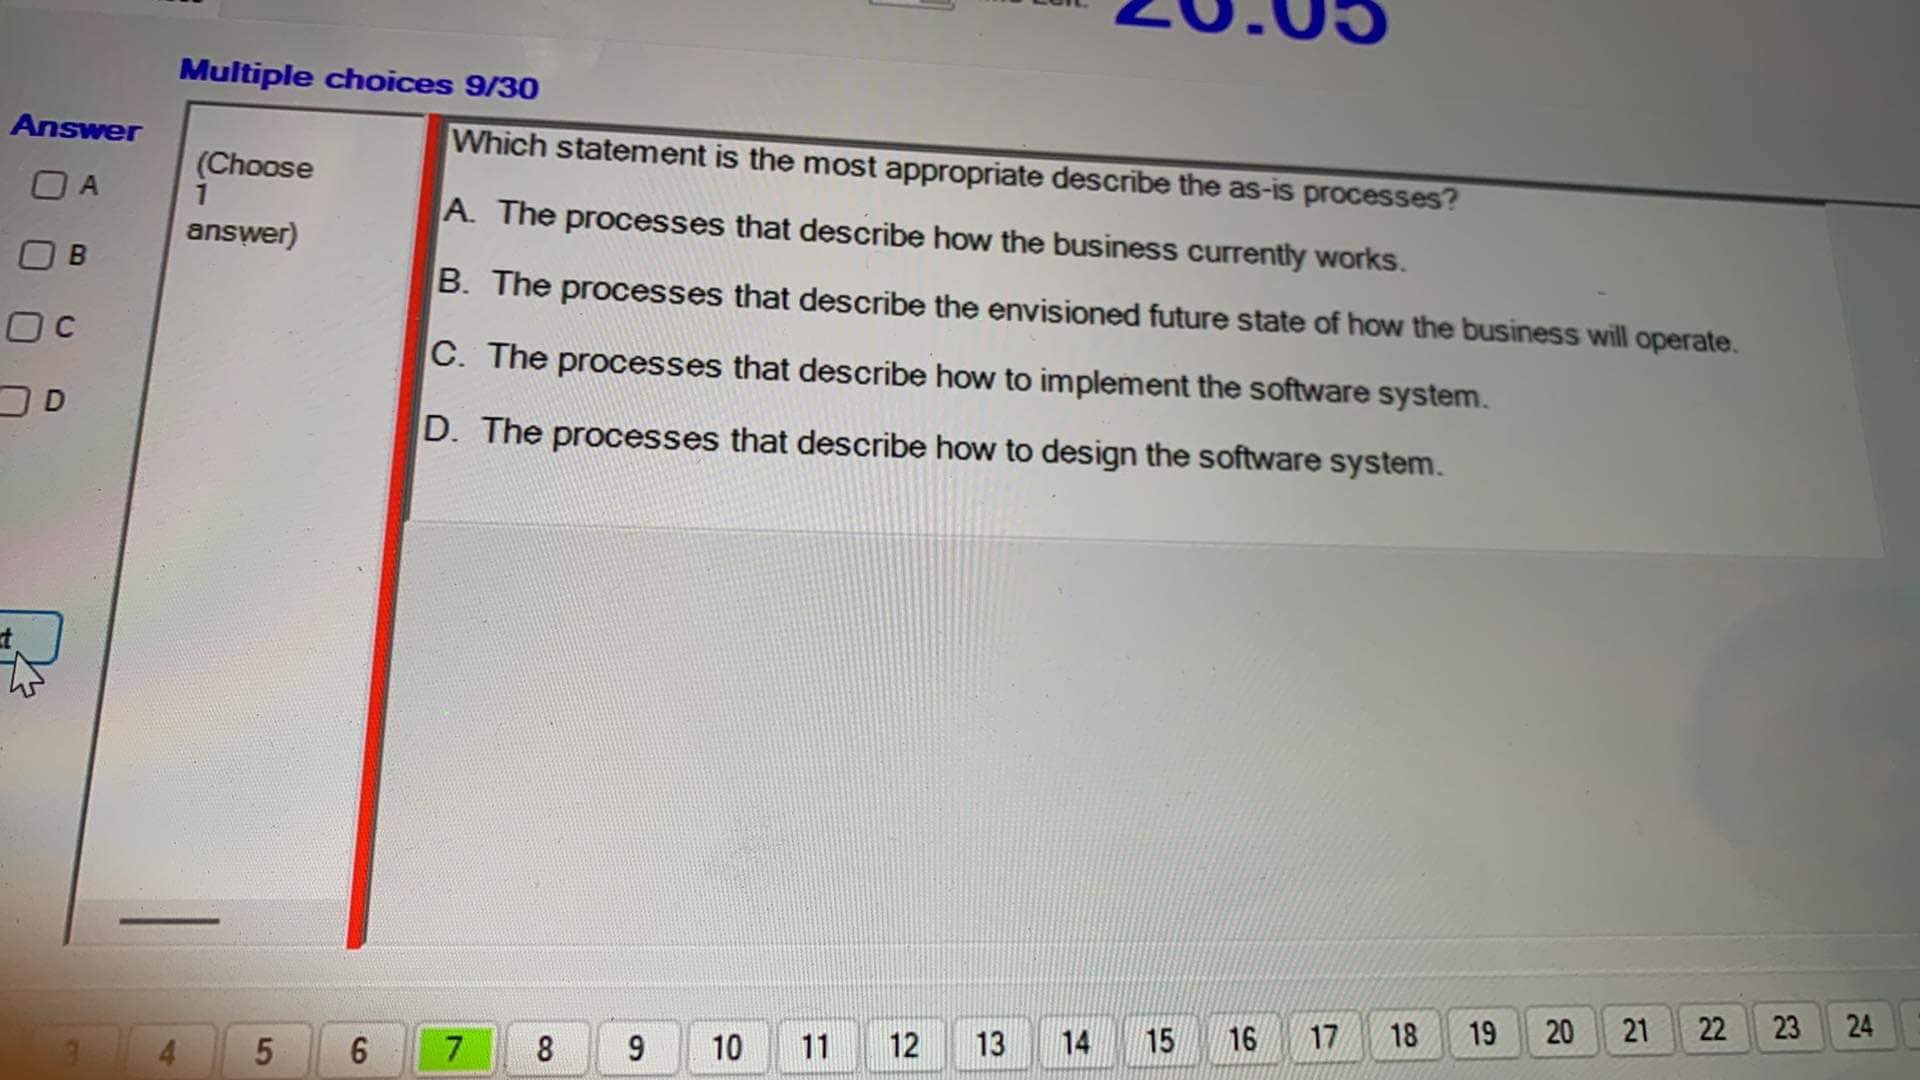 20:05
Multiple choices 9/30
Answer
A
B
C
D
(Choose
1
answer)
Which statement is the most appropriate describe the as-is processes?
A. The processes that describe how the business currently works.
B. The processes that describe the envisioned future state of how the business will operate.
C. The processes that describe how to implement the software system.
D. The processes that describe how to design the software system.
3 4 5 6 7 8 9 10 11 12 13 14 15 16 17 18 19 20 21 22 23 24